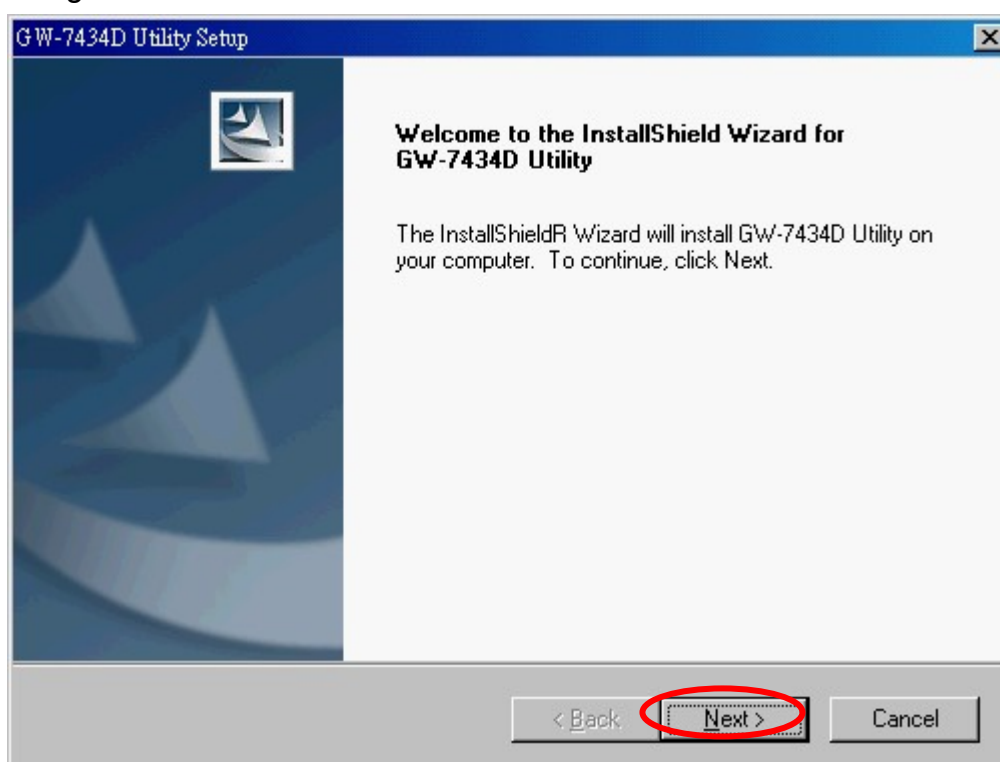 GW-7434D Utility Setup
Welcome to the InstallShield Wizard for
GW-7434D Utility
The InstallShieldR Wizard will install GW-7434D Utility on
your computer. To continue, click Next.
< Back
Next >
Cancel